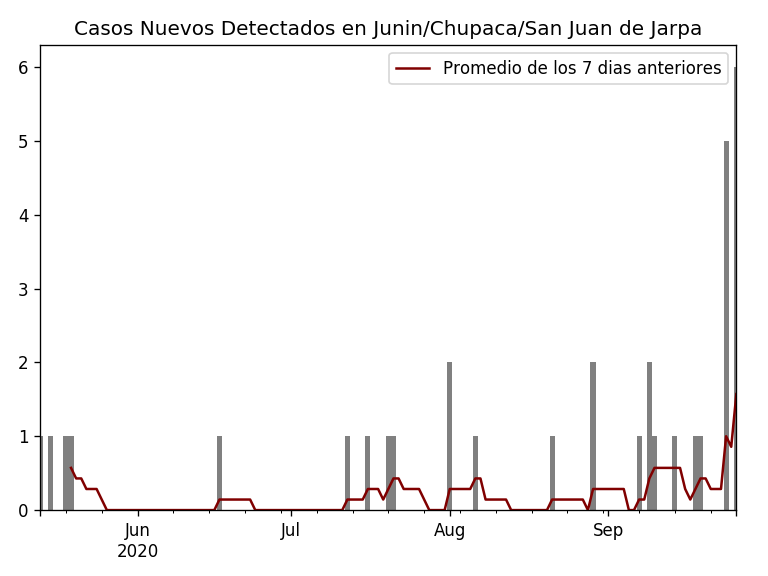 Casos Nuevos Detectados en Junin/Chupaca/San Juan de Jarpa
Promedio de los 7 dias anteriores
6
5
4
3
2
1
0
Jun
2020
Jul
Aug
Sep